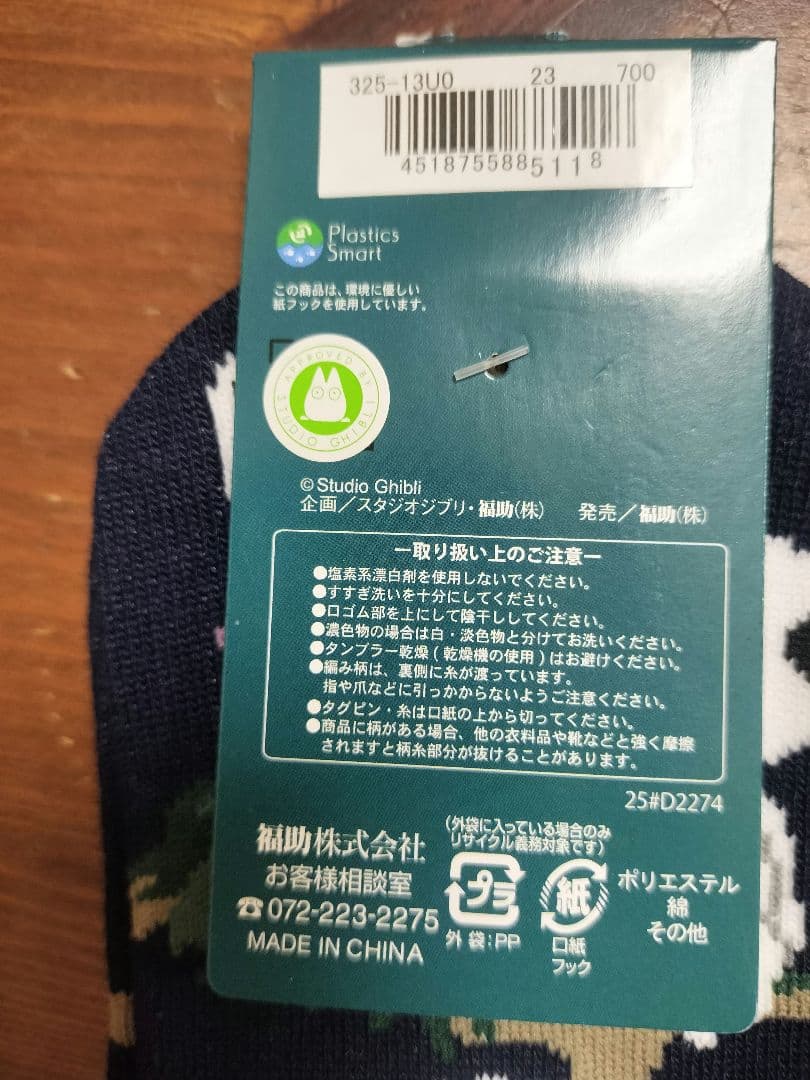 325-13U0 23 700
4518755885118
Plastics
Smart
この商品は、環境に優しい
紙フックを使用しています。
APPROVED BY
STUDIO GHIBLI
©Studio Ghibli
企画／スタジオジブリ・福助(株) 発売／福助(株)
ー取り扱い上のご注意ー
●塩素系漂白剤を使用しないでください。
●すすぎ洗いを十分にしてください。
●口ゴム部を上にして陰干ししてください。
●濃色物の場合は白・淡色物と分けてお洗いください。
●タンブラー乾燥(乾燥機の使用)はお避けください。
●編み柄は、裏側に糸が渡っています。
指や爪などに引っかからないようご注意ください。
●タグピン・糸は口紙の上から切ってください。
●商品に柄がある場合、他の衣料品や靴などと強く摩擦
されますと柄糸部分が抜けることがあります。
25#D2274
福助株式会社
お客様相談室
☎072-223-2275
MADE IN CHINA
(外袋に入っている場合のみ
リサイクル義務対象です)
プラ
外袋:PP
紙
口紙
フック
ポリエステル
綿
その他